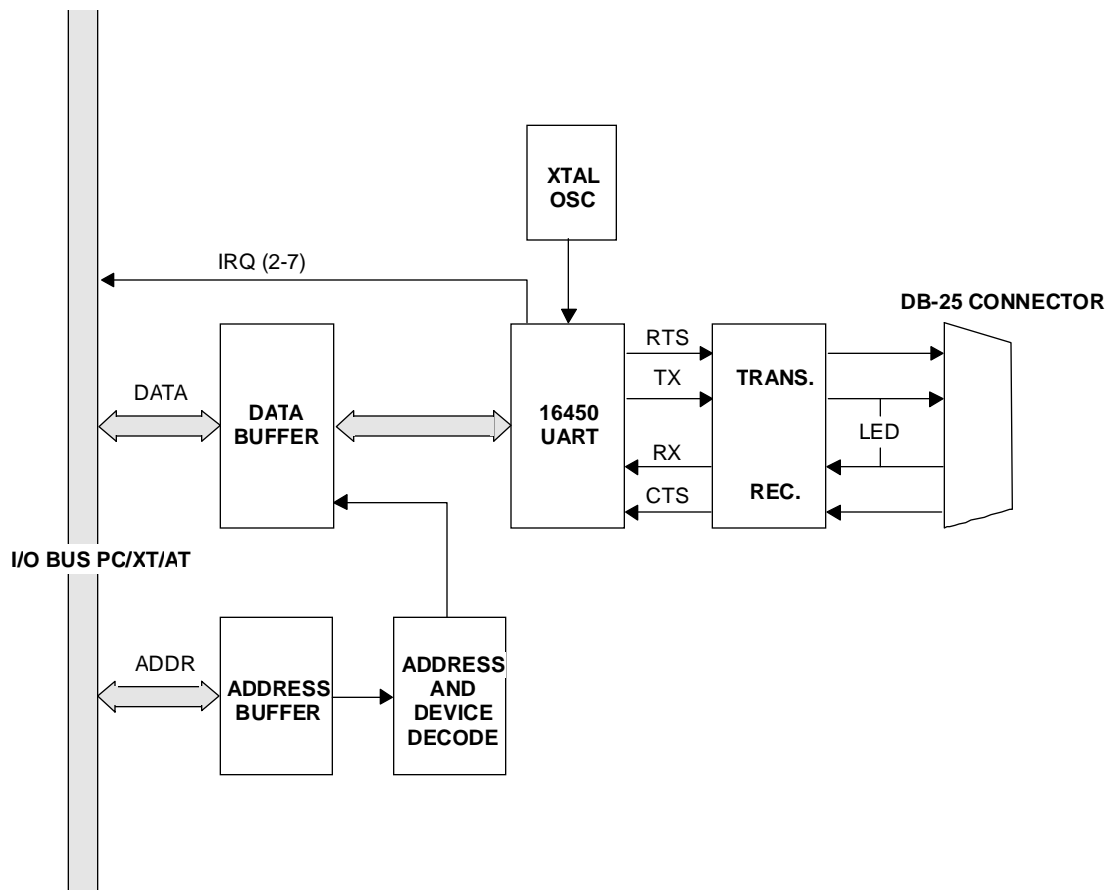 XTAL
OSC
IRQ (2-7)
DB-25 CONNECTOR
DATA
DATA
BUFFER
16450
UART
RTS
TX
RX
CTS
TRANS.
REC.
LED
I/O BUS PC/XT/AT
ADDR
ADDRESS
BUFFER
ADDRESS
AND
DEVICE
DECODE